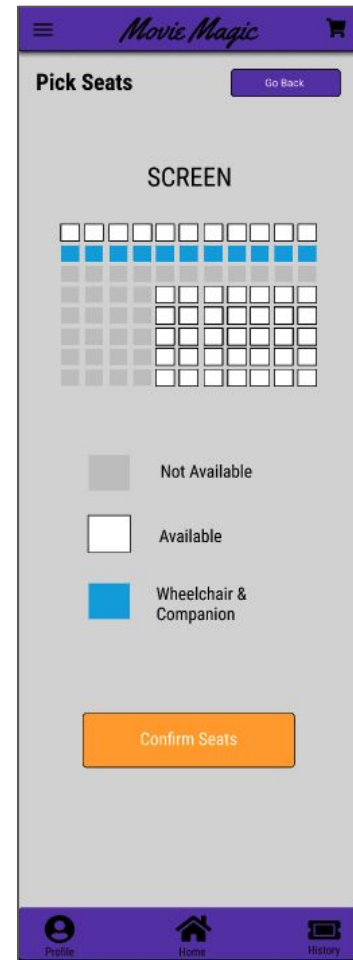 Movie Magic
Pick Seats
Go Back
SCREEN
Not Available
Available
Wheelchair &
Companion
Confirm Seats
Profile
Home
History